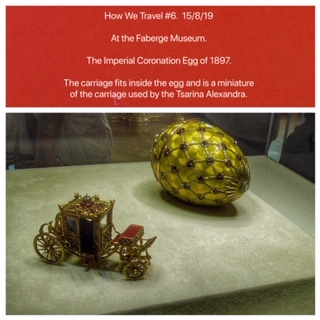 How We Travel #6.  15/8/19
At the Faberge Museum.
The Imperial Coronation Egg of 1897.
The carriage fits inside the egg and is a miniature
of the carriage used by the Tsarina Alexandra.